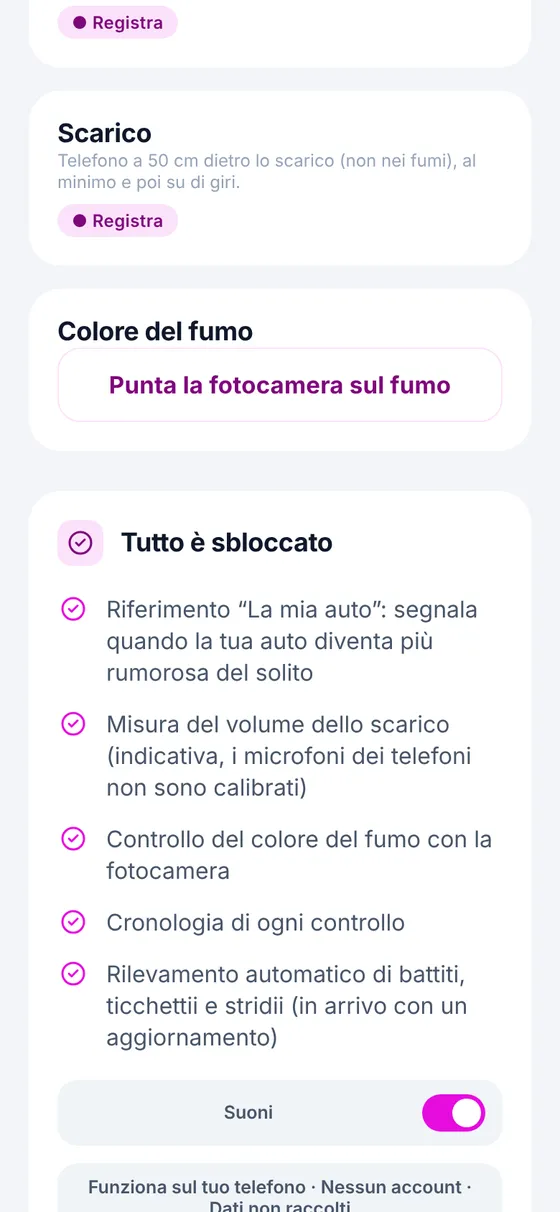 Registra
Scarico
Telefono a 50 cm dietro lo scarico (non nei fumi), al
minimo e poi su di giri.
Registra
Colore del fumo
Punta la fotocamera sul fumo
Tutto è sbloccato
Riferimento “La mia auto”: segnala
quando la tua auto diventa più
rumorosa del solito
Misura del volume dello scarico
(indicativa, i microfoni dei telefoni
non sono calibrati)
Controllo del colore del fumo con la
fotocamera
Cronologia di ogni controllo
Rilevamento automatico di battiti,
ticchettii e stridii (in arrivo con un
aggiornamento)
Suoni
Funziona sul tuo telefono · Nessun account ·
Dati non raccolti